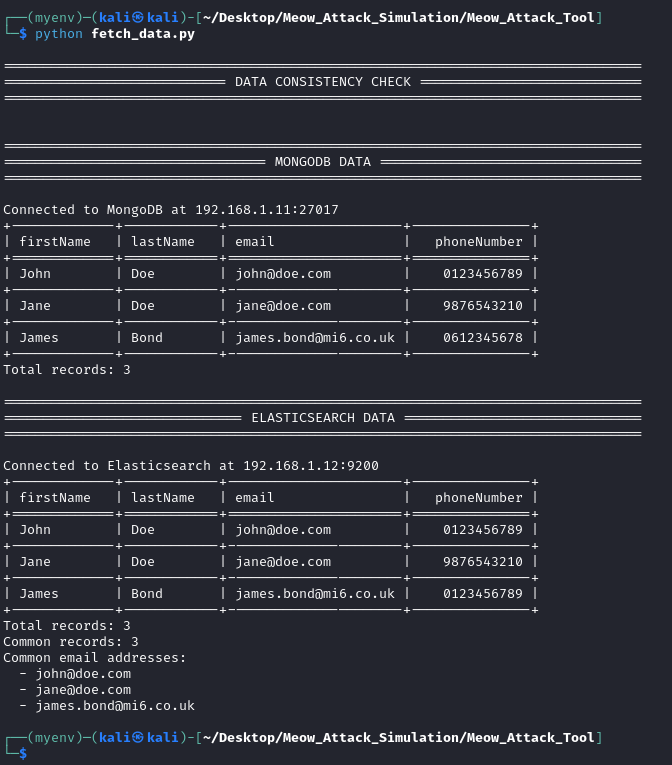 ┌──(myenv)─(kali㉿kali)-[~/Desktop/Meow_Attack_Simulation/Meow_Attack_Tool]
└─$ python fetch_data.py
================================================================================
============================ DATA CONSISTENCY CHECK ============================
================================================================================
================================================================================
================================= MONGODB DATA =================================
================================================================================
Connected to MongoDB at 192.168.1.11:27017
+-------------+------------+----------------------+---------------+
| firstName   | lastName   | email                |   phoneNumber |
+=============+============+======================+===============+
| John        | Doe        | john@doe.com         |    0123456789 |
+-------------+------------+----------------------+---------------+
| Jane        | Doe        | jane@doe.com         |    9876543210 |
+-------------+------------+----------------------+---------------+
| James       | Bond       | james.bond@mi6.co.uk |    0612345678 |
+-------------+------------+----------------------+---------------+
Total records: 3
================================================================================
============================== ELASTICSEARCH DATA ==============================
================================================================================
Connected to Elasticsearch at 192.168.1.12:9200
+-------------+------------+----------------------+---------------+
| firstName   | lastName   | email                |   phoneNumber |
+=============+============+======================+===============+
| John        | Doe        | john@doe.com         |    0123456789 |
+-------------+------------+----------------------+---------------+
| Jane        | Doe        | jane@doe.com         |    9876543210 |
+-------------+------------+----------------------+---------------+
| James       | Bond       | james.bond@mi6.co.uk |    0123456789 |
+-------------+------------+----------------------+---------------+
Total records: 3
Common records: 3
Common email addresses:
  - john@doe.com
  - jane@doe.com
  - james.bond@mi6.co.uk
┌──(myenv)─(kali㉿kali)-[~/Desktop/Meow_Attack_Simulation/Meow_Attack_Tool]
└─$